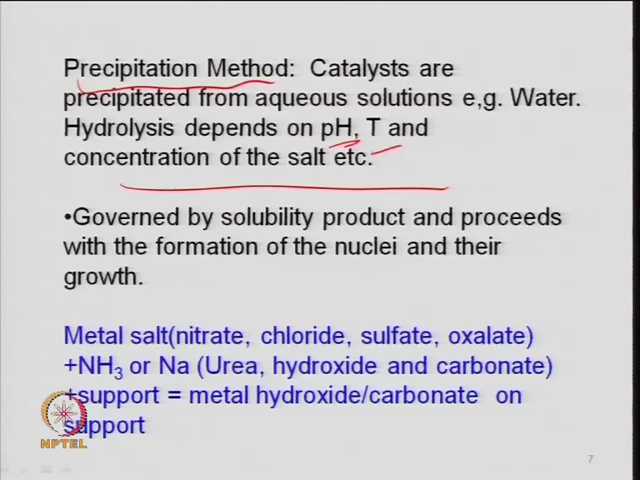 Precipitation Method: Catalysts are
precipitated from aqueous solutions e,g. Water.
Hydrolysis depends on pH, T and
concentration of the salt etc.
•Governed by solubility product and proceeds
with the formation of the nuclei and their
growth.
Metal salt(nitrate, chloride, sulfate, oxalate)
+NH₃ or Na (Urea, hydroxide and carbonate)
+support = metal hydroxide/carbonate on
support
NPTEL
7